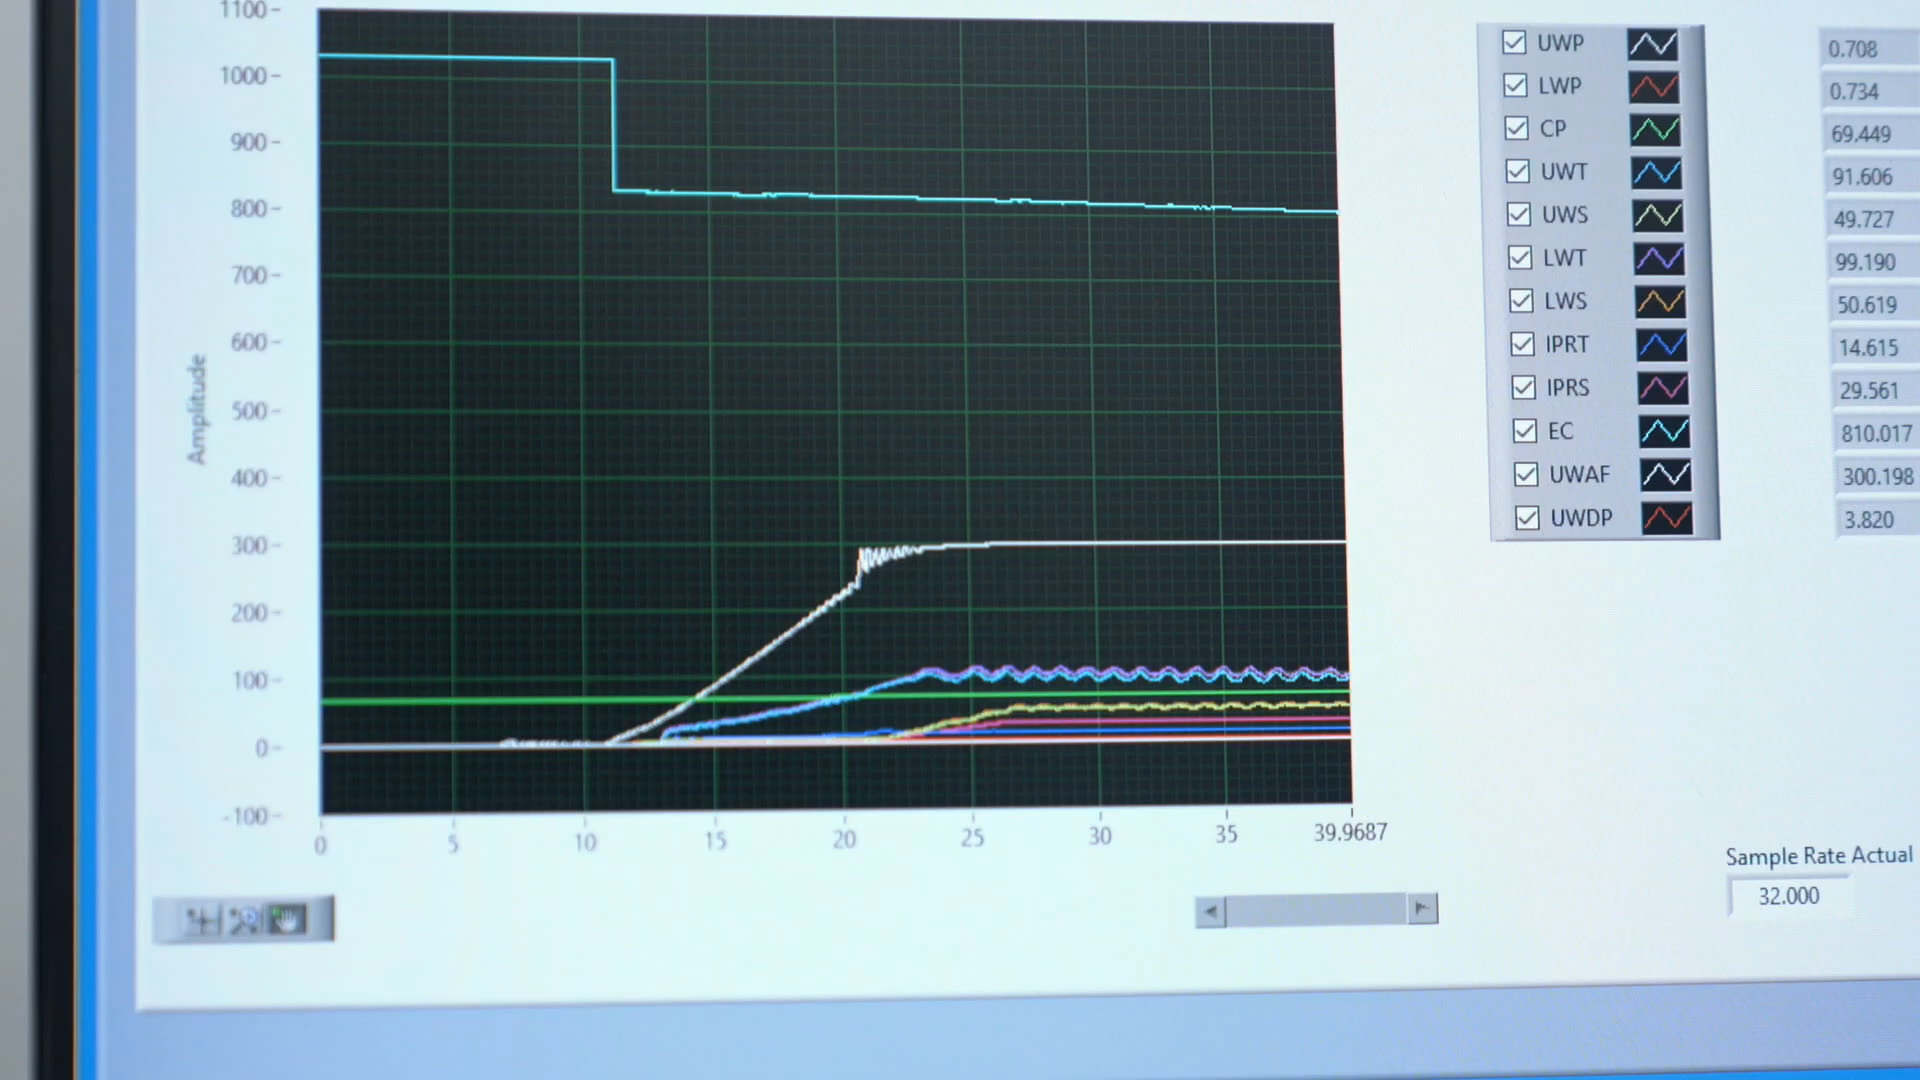 1100
1000
900
800
700
600
500
400
300
200
100
0
-100
Amplitude
0 5 10 15 20 25 30 35 39.9687
UWP 0.708
LWP 0.734
CP 69.449
UWT 91.606
UWS 49.727
LWT 99.190
LWS 50.619
IPRT 14.615
IPRS 29.561
EC 810.017
UWAF 300.198
UWDP 3.820
Sample Rate Actual
32.000